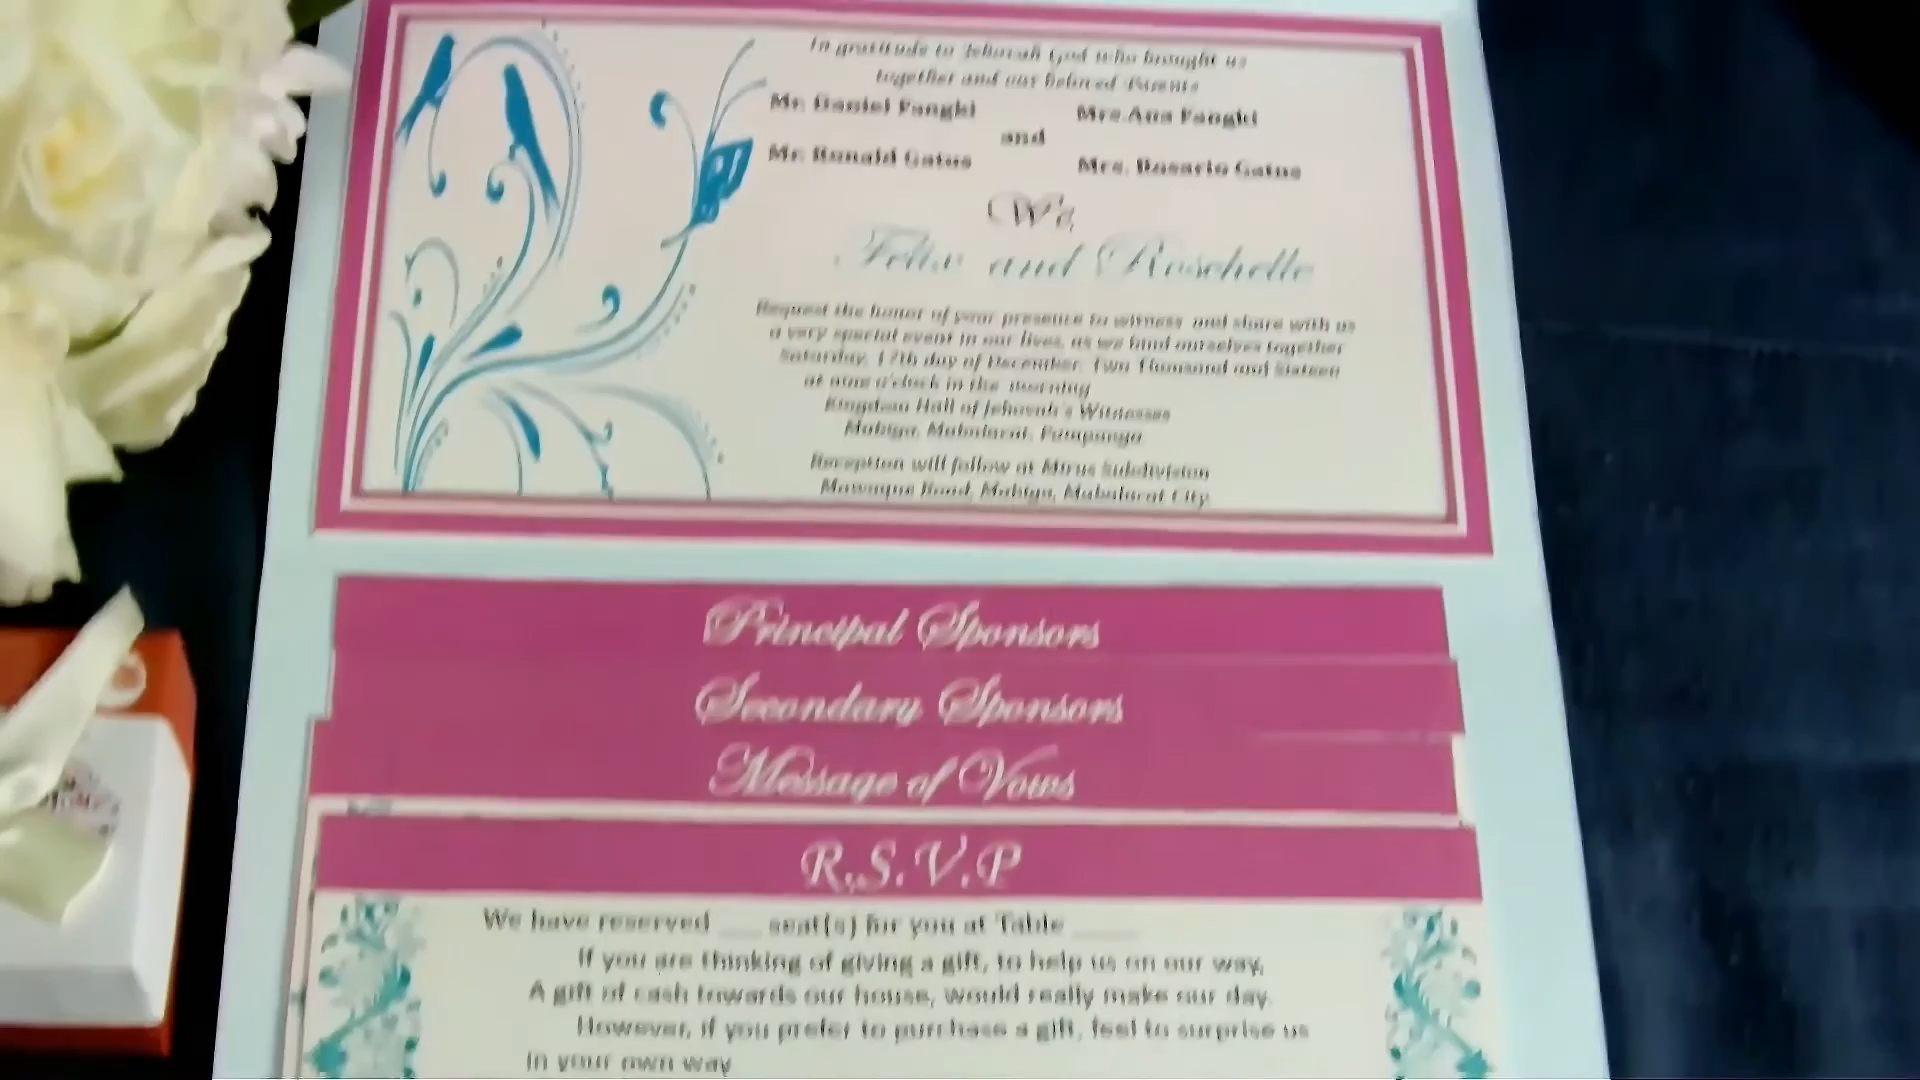 In gratitude to Jehovah God who brought us
together and our beloved Parents
Mr. Daniel Pangki Mrs. Ana Pangki
and
Mr. Ronald Gatus Mrs. Rosario Gatus
We,
Felix and Roschelle
Request the honor of your presence to witness and share with us
a very special event in our lives, as we bind ourselves together
Saturday, 17th day of December, Two Thousand and Sixteen
at nine o'clock in the morning
Kingdom Hall of Jehovah's Witnesses
Mabiga, Mabalacat, Pampanga
Reception will follow at Subdivision
Mawaque Road, Mabiga, Mabalacat City
Principal Sponsors
Secondary Sponsors
Message of Vows
R.S.V.P
We have reserved ___ seat(s) for you at Table _____
If you are thinking of giving a gift, to help us on our way,
A gift of cash towards our house, would really make our day.
However, if you prefer to purchase a gift, feel to surprise us
in your own way